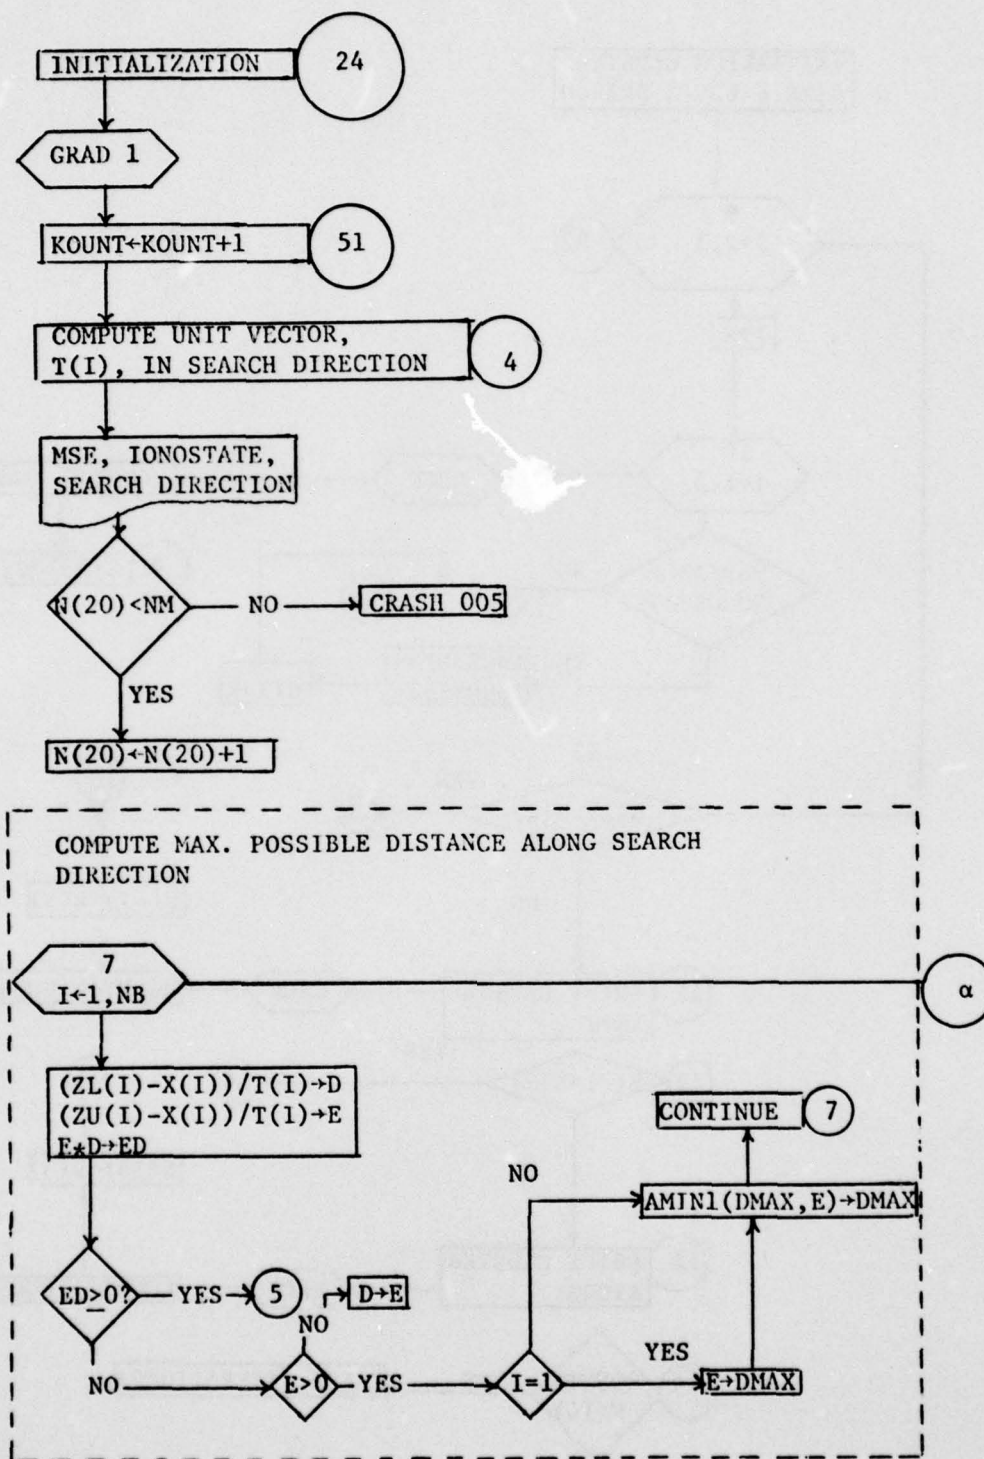 INITIALIZATION 24
GRAD 1
KOUNT←KOUNT+1 51
COMPUTE UNIT VECTOR,
T(I), IN SEARCH DIRECTION 4
MSE, IONOSTATE,
SEARCH DIRECTION
N(20)<NM NO CRASH 005
YES
N(20)←N(20)+1
COMPUTE MAX. POSSIBLE DISTANCE ALONG SEARCH
DIRECTION
7
I←1,NB
α
(ZL(I)-X(I))/T(I)→D
(ZU(I)-X(I))/T(1)→E
E*D→ED
CONTINUE 7
NO
AMIN1(DMAX,E)→DMAX
ED≥0? YES 5 D→E
NO
YES
NO E>0 YES I=1 E→DMAX